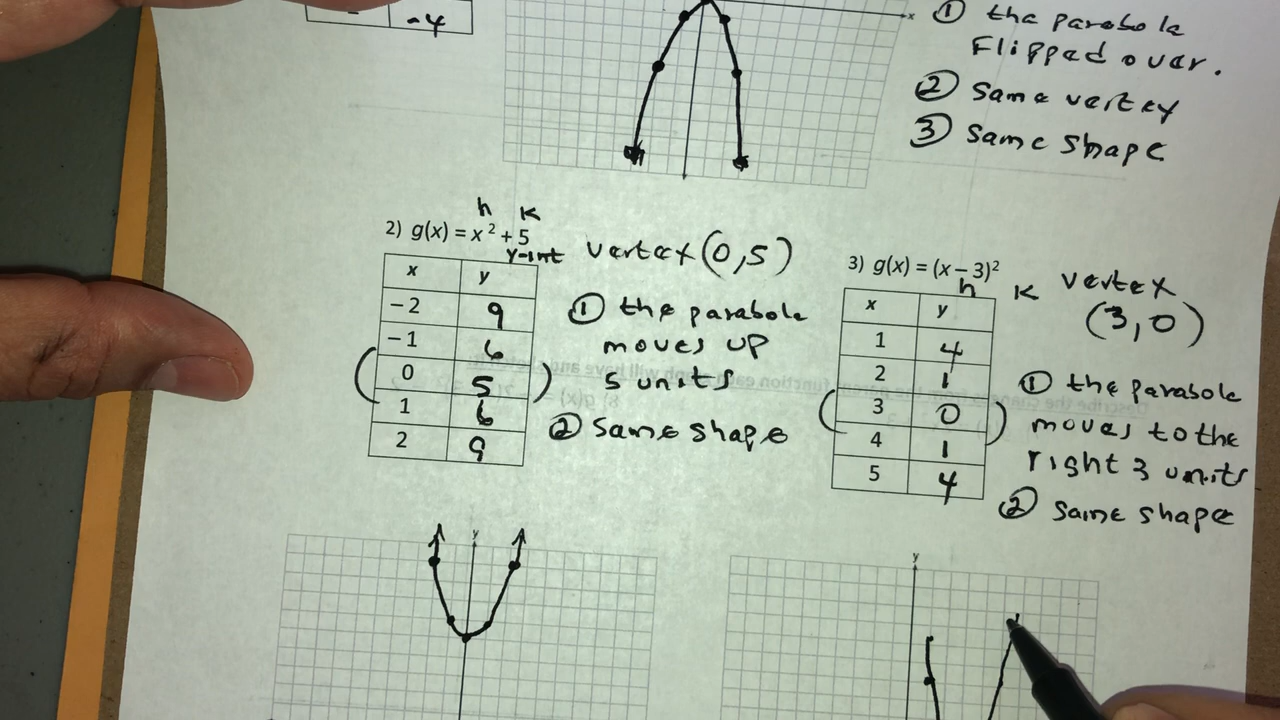 -4
x
① the parabola
Flipped over.
② Same vertex
③ Same shape
h K
2) g(x) = x² + 5
y-int
vertex (0,5)
x y
-2 9
-1 6
0 5
1 6
2 9
① the parabola
moves up
5 units
② Same shape
3) g(x) = (x – 3)²
h K
vertex
(3,0)
x y
1 4
2 1
3 0
4 1
5 4
① the parabola
moves to the
right 3 units
② Same shape
y
y